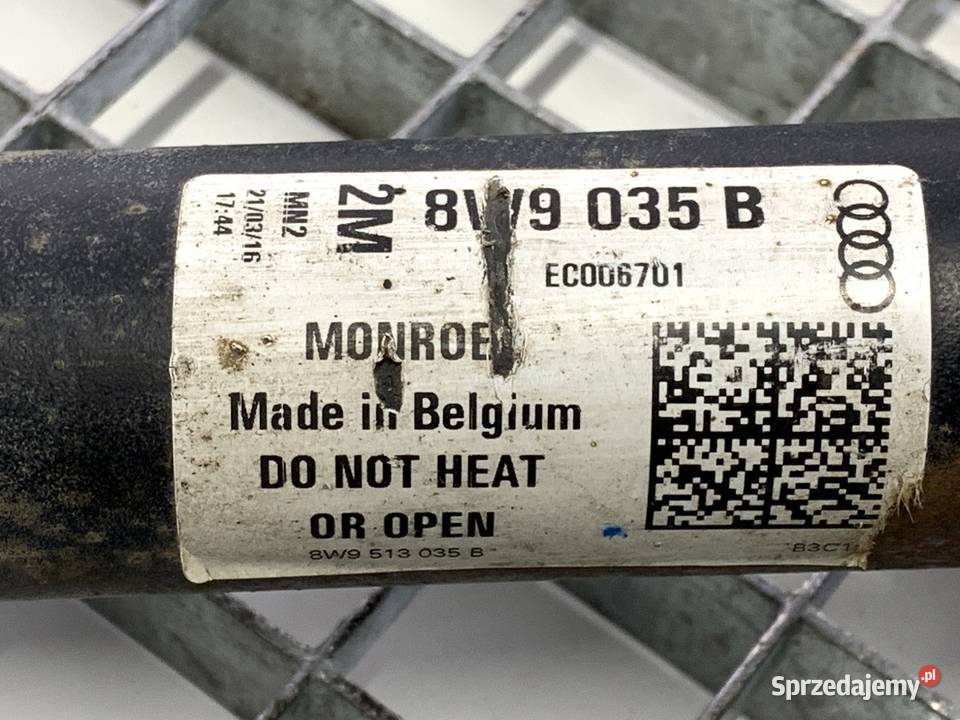 8W9 035 B
2M
MN2
21/03/16
17:44
EC006701
MONROE
Made in Belgium
DO NOT HEAT
OR OPEN
8W9 513 035 B
Sprzedajemy.pl